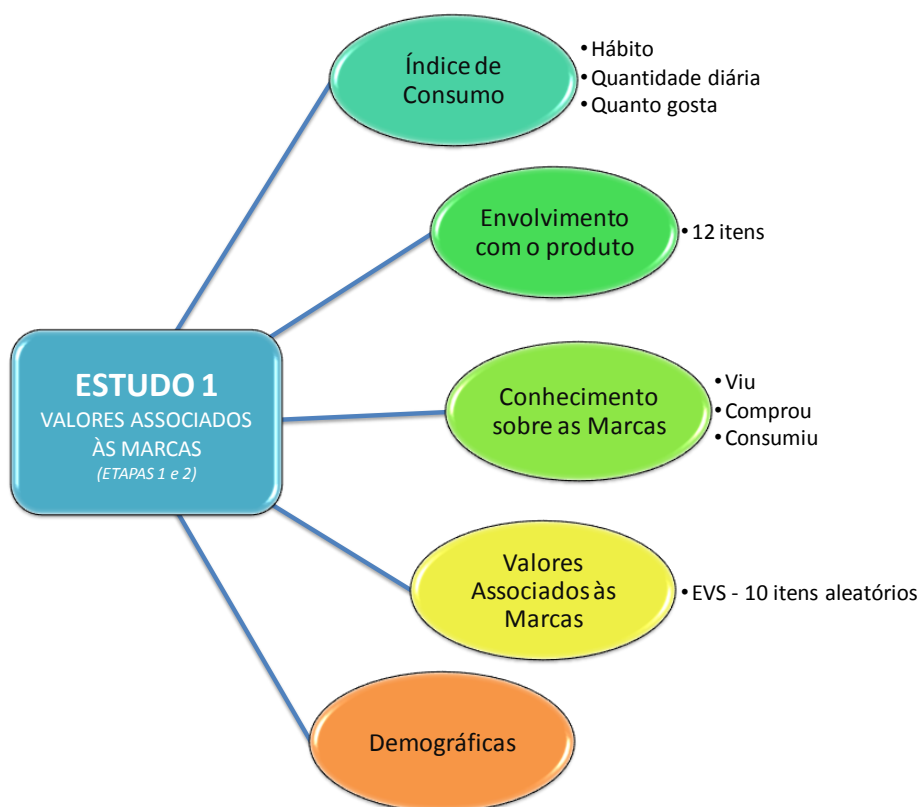 Índice de
Consumo
• Hábito
• Quantidade diária
• Quanto gosta
Envolvimento
com o produto
• 12 itens
ESTUDO 1
VALORES ASSOCIADOS
ÀS MARCAS
(ETAPAS 1 e 2)
Conhecimento
sobre as Marcas
• Viu
• Comprou
• Consumiu
Valores
Associados às
Marcas
• EVS - 10 itens aleatórios
Demográficas